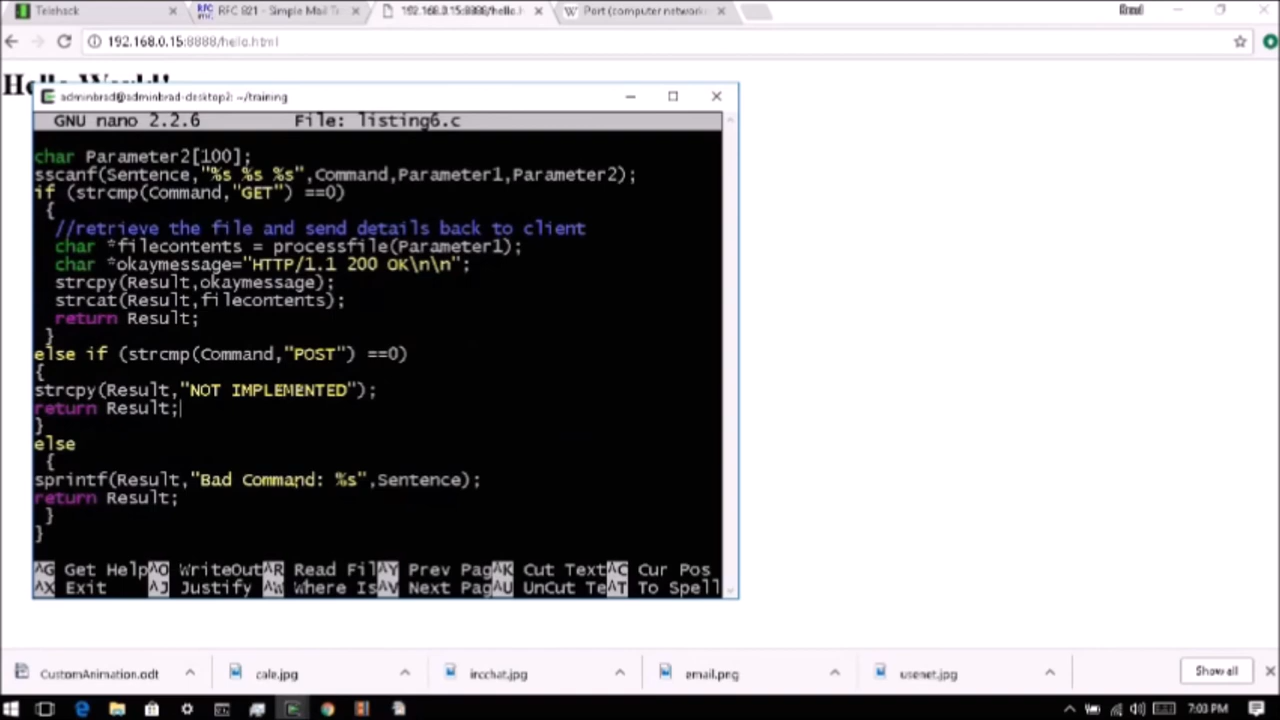 Telehack
RFC 821 - Simple Mail Tr
192.168.0.15:8888/hello.h
Port (computer network
192.168.0.15:8888/hello.html
Hello World!
adminbrad@adminbrad-desktop2: ~/training
GNU nano 2.2.6 File: listing6.c
char Parameter2[100];
sscanf(Sentence,"%s %s %s",Command,Parameter1,Parameter2);
if (strcmp(Command,"GET") ==0)
{
//retrieve the file and send details back to client
char *filecontents = processfile(Parameter1);
char *okaymessage="HTTP/1.1 200 OK\n\n";
strcpy(Result,okaymessage);
strcat(Result,filecontents);
return Result;
}
else if (strcmp(Command,"POST") ==0)
{
strcpy(Result,"NOT IMPLEMENTED");
return Result;
}
else
{
sprintf(Result,"Bad Command: %s",Sentence);
return Result;
}
}
^G Get Help ^O WriteOut ^R Read Fil ^Y Prev Pag ^K Cut Text ^C Cur Pos
^X Exit ^J Justify ^W Where Is ^V Next Pag ^U UnCut Te ^T To Spell
CustomAnimation.odt cale.jpg ircchat.jpg email.png usenet.jpg Show all
7:03 PM